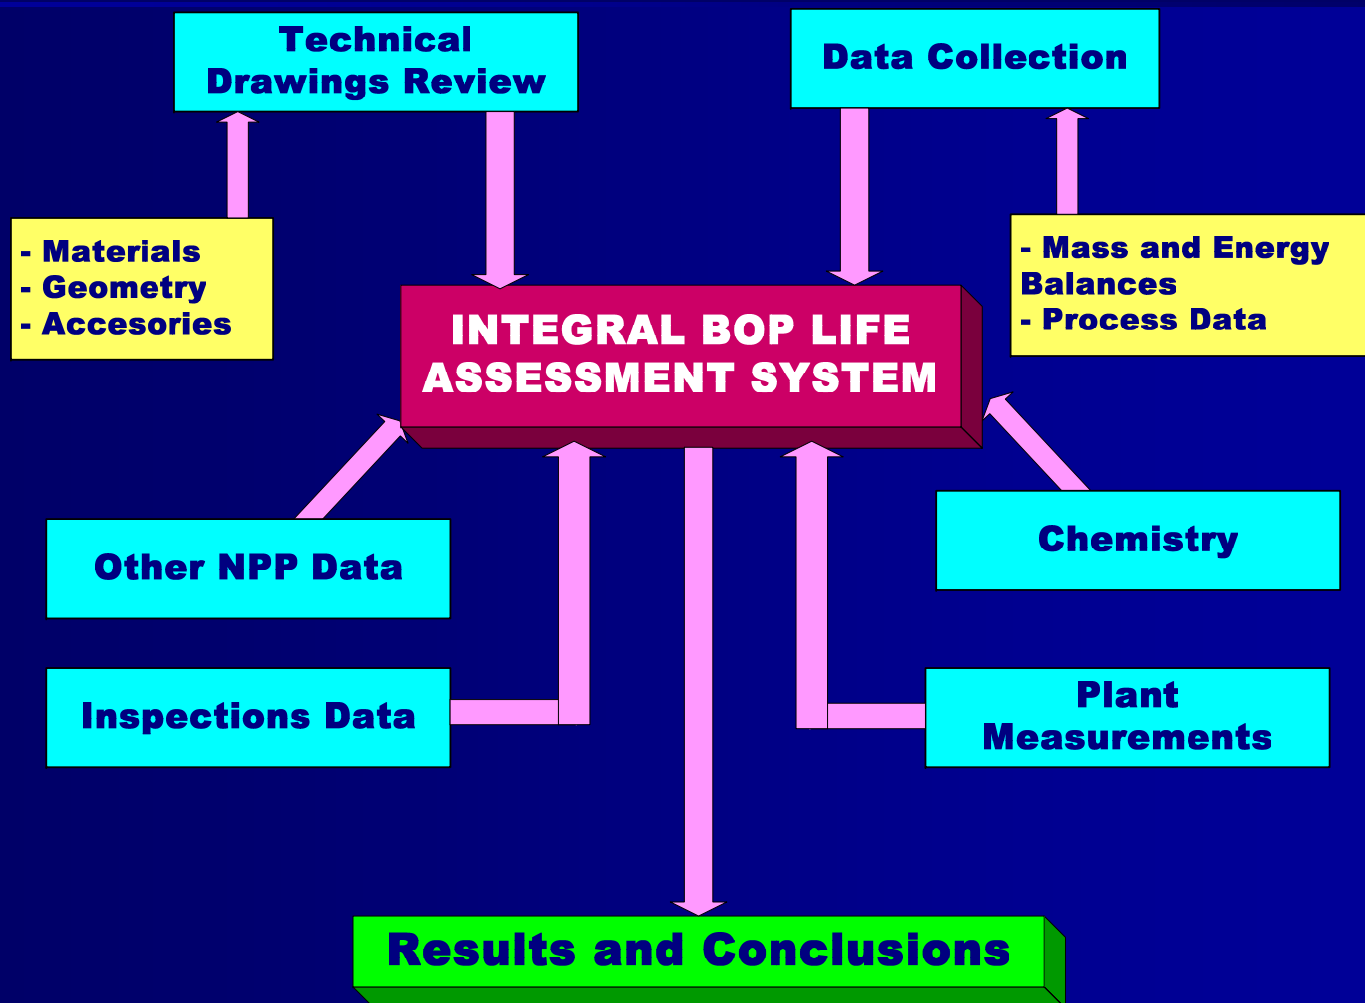 Technical
Drawings Review
Data Collection
- Materials
- Geometry
- Accesories
- Mass and Energy
Balances
- Process Data
INTEGRAL BOP LIFE
ASSESSMENT SYSTEM
Other NPP Data
Chemistry
Inspections Data
Plant
Measurements
Results and Conclusions